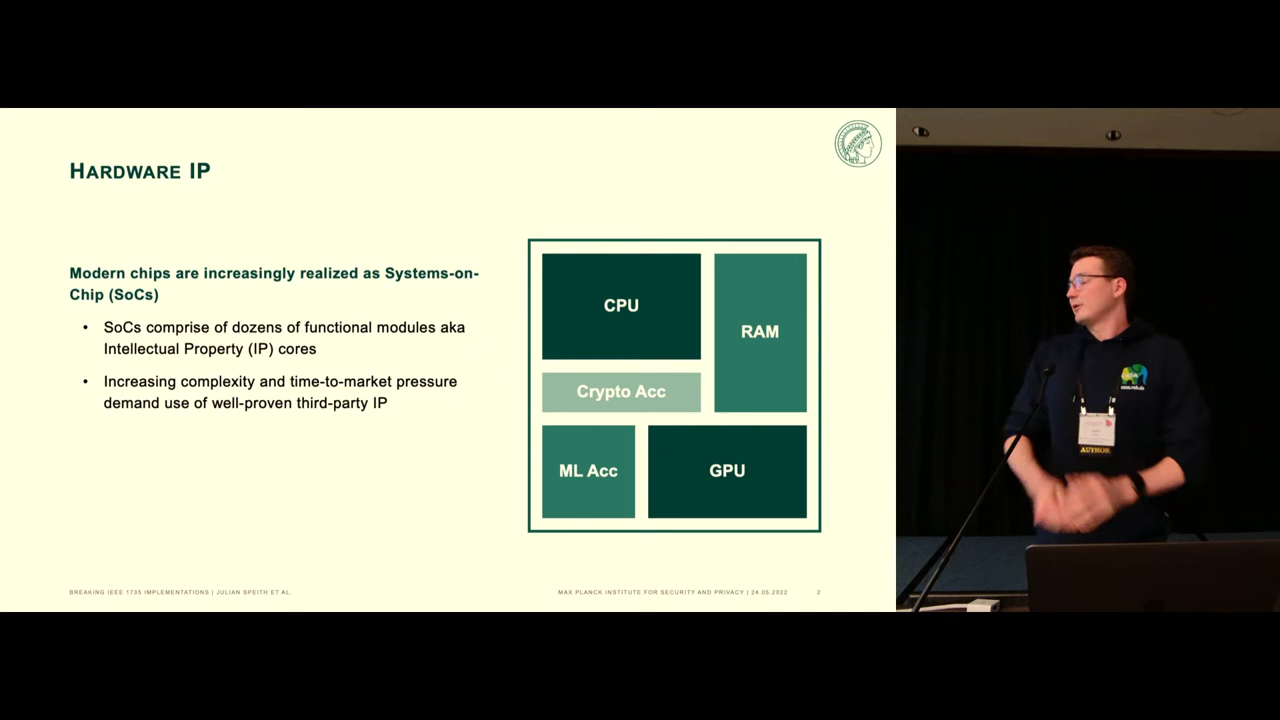 HARDWARE IP
Modern chips are increasingly realized as Systems-on-
Chip (SoCs)
• SoCs comprise of dozens of functional modules aka
Intellectual Property (IP) cores
• Increasing complexity and time-to-market pressure
demand use of well-proven third-party IP
CPU
RAM
Crypto Acc
ML Acc
GPU
BREAKING IEEE 1735 IMPLEMENTATIONS | JULIAN SPEITH ET AL.
MAX PLANCK INSTITUTE FOR SECURITY AND PRIVACY | 24.05.2022
2
AUTHOR